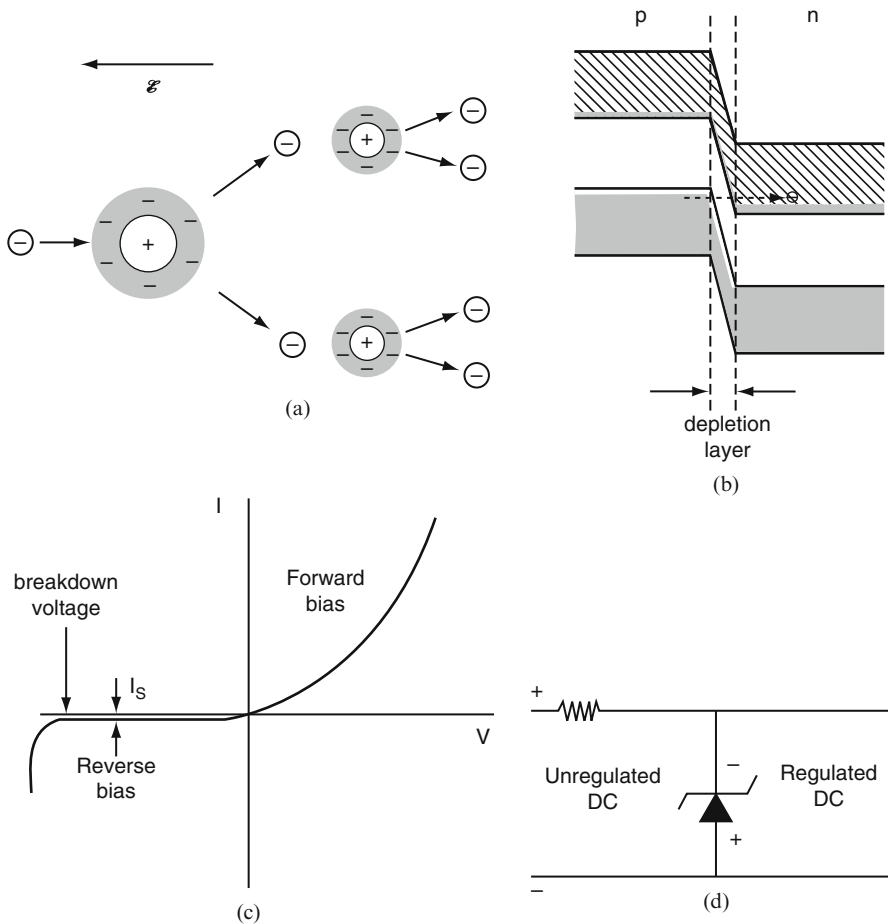 p
n
ℰ
−
−
−
−
−
−
−
+
−
−
−
−
−
−
−
+
−
−
−
−
−
−
−
−
−
+
−
−
(a)
depletion
layer
(b)
I
Forward
bias
breakdown
voltage
I_S
V
Reverse
bias
(c)
+
Unregulated
DC
−
Regulated
DC
+
−
(d)